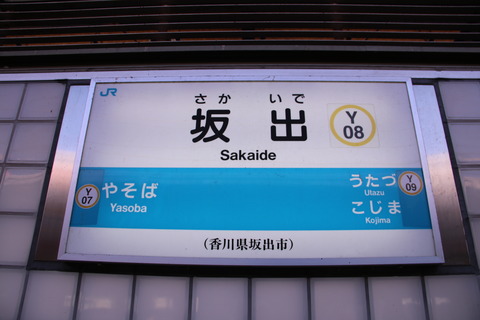 JR
さか いで
坂 出
Sakaide
Y
08
Y
07
やそば
Yasoba
うたづ
Utazu
こじま
Kojima
Y
09
（香川県坂出市）